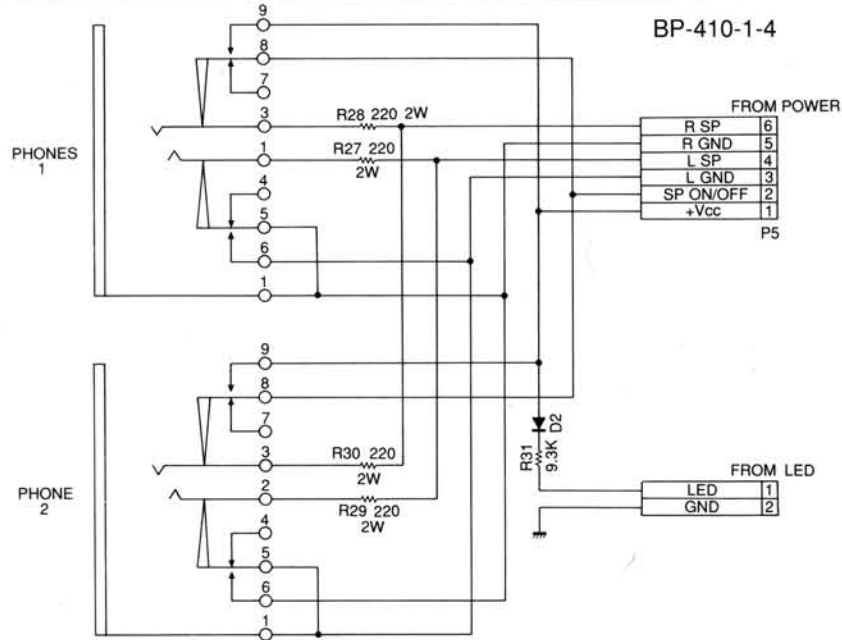 BP-410-1-4
9
8
7
3
R28 220 2W
1
R27 220
2W
4
5
6
1
PHONES
1
FROM POWER
R SP 6
R GND 5
L SP 4
L GND 3
SP ON/OFF 2
+Vcc 1
P5
9
8
7
3
R30 220
2W
2
R29 220
2W
4
5
6
1
PHONE
2
D2
R31
9.3K
FROM LED
LED 1
GND 2